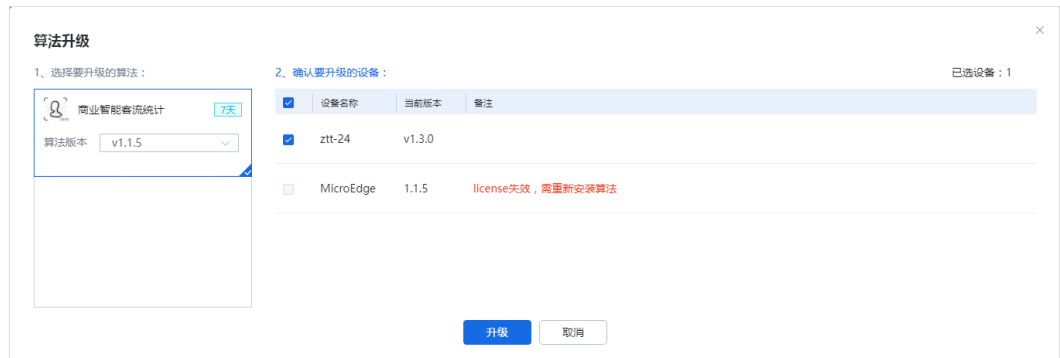 算法升级
1、选择要升级的算法：
2、确认要升级的设备：
已选设备：1
商业智能客流统计
7天
算法版本
v1.1.5
设备名称
当前版本
备注
ztt-24
v1.3.0
MicroEdge
1.1.5
license失效，需重新安装算法
升级
取消